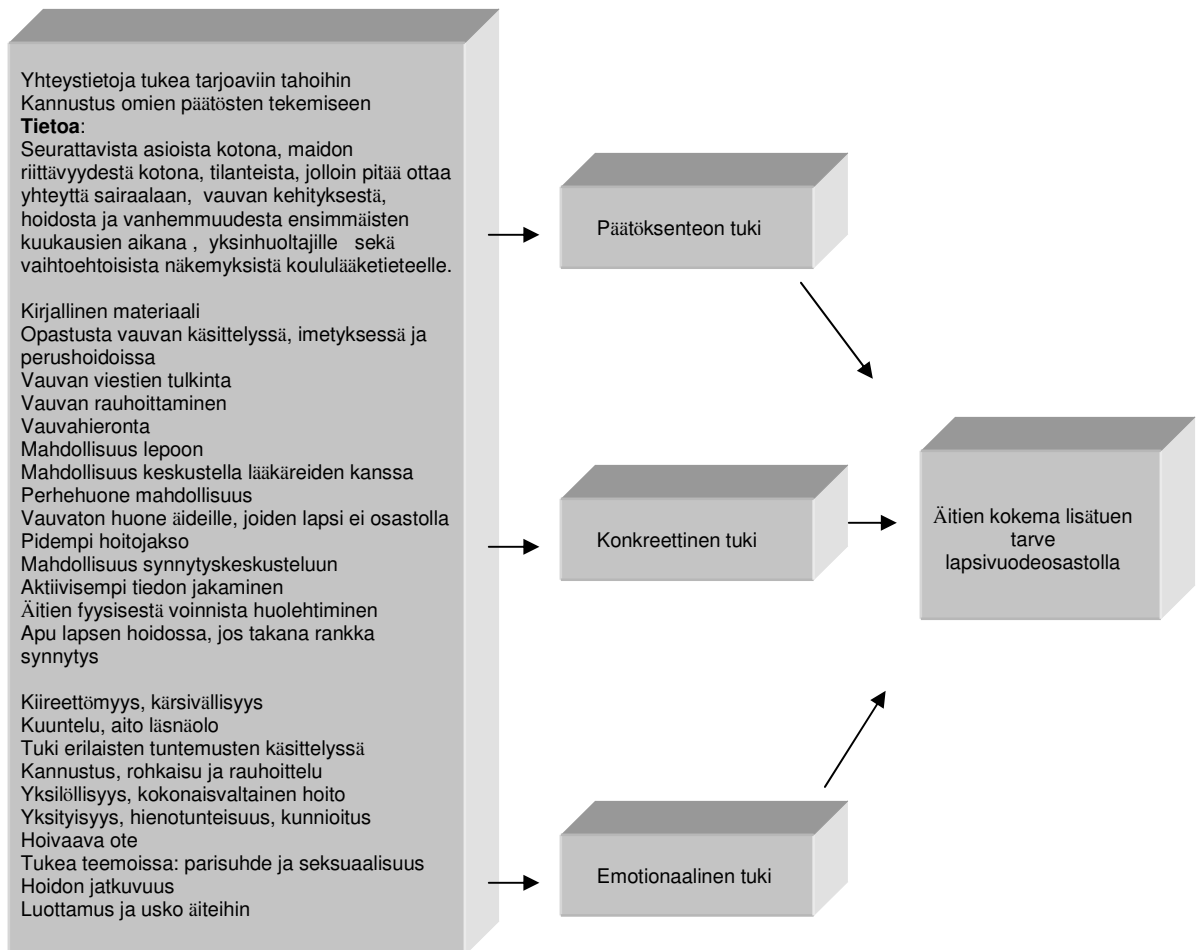 Yhteystietoja tukea tarjoaviin tahoihin
Kannustus omien päätösten tekemiseen
Tietoa:
Seurattavista asioista kotona, maidon
riittävyydestä kotona, tilanteista, jolloin pitää ottaa
yhteyttä sairaalaan, vauvan kehityksestä,
hoidosta ja vanhemmuudesta ensimmäisten
kuukausien aikana , yksinhuoltajille sekä
vaihtoehtoisista näkemyksistä koululääketieteelle.
Kirjallinen materiaali
Opastusta vauvan käsittelyssä, imetyksessä ja
perushoidoissa
Vauvan viestien tulkinta
Vauvan rauhoittaminen
Vauvahieronta
Mahdollisuus lepoon
Mahdollisuus keskustella lääkäreiden kanssa
Perhehuone mahdollisuus
Vauvaton huone äideille, joiden lapsi ei osastolla
Pidempi hoitojakso
Mahdollisuus synnytyskeskusteluun
Aktiivisempi tiedon jakaminen
Äitien fyysisestä voinnista huolehtiminen
Apu lapsen hoidossa, jos takana rankka
synnytys
Kiireettömyys, kärsivällisyys
Kuuntelu, aito läsnäolo
Tuki erilaisten tuntemusten käsittelyssä
Kannustus, rohkaisu ja rauhoittelu
Yksilöllisyys, kokonaisvaltainen hoito
Yksityisyys, hienotunteisuus, kunnioitus
Hoivaava ote
Tukea teemoissa: parisuhde ja seksuaalisuus
Hoidon jatkuvuus
Luottamus ja usko äiteihin
Päätöksenteon tuki
Konkreettinen tuki
Emotionaalinen tuki
Äitien kokema lisätuen
tarve
lapsivuodeosastolla